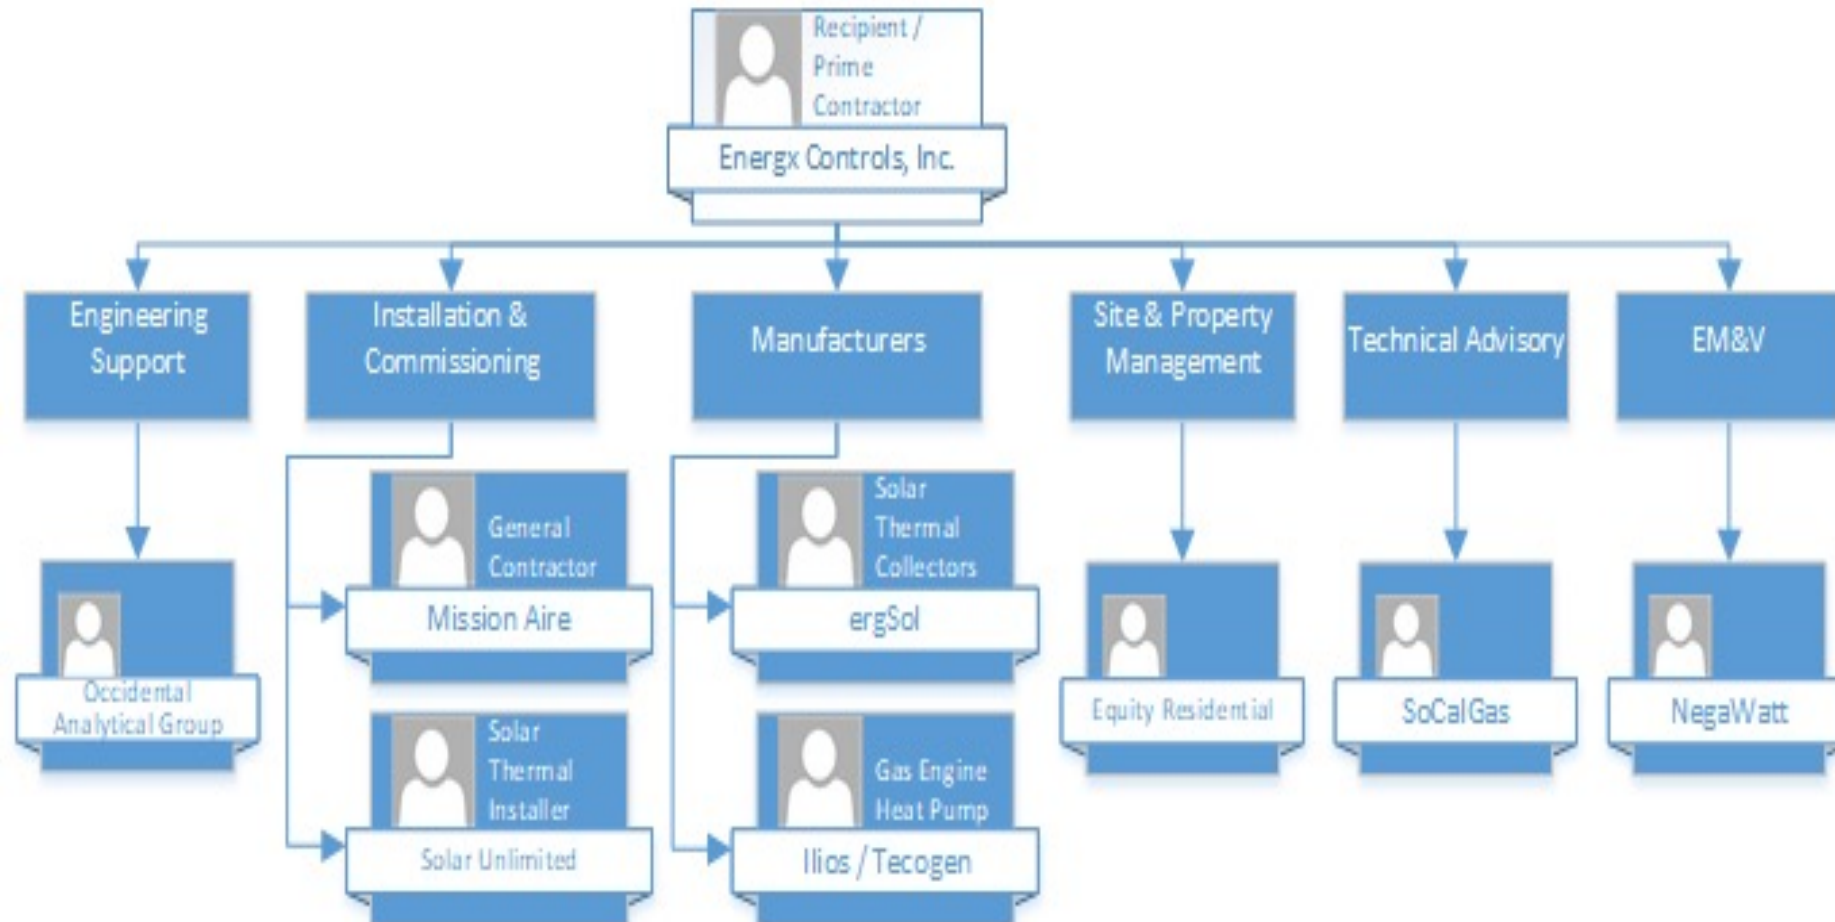 Recipient /
Prime
Contractor
Energx Controls, Inc.
Engineering
Support
Installation &
Commissioning
Manufacturers
Site & Property
Management
Technical Advisory
EM&V
General
Contractor
Mission Aire
Solar
Thermal
Collectors
ergSol
Occidental
Analytical Group
Equity Residential
SoCalGas
NegaWatt
Solar
Thermal
Installer
Solar Unlimited
Gas Engine
Heat Pump
Ilios / Tecogen